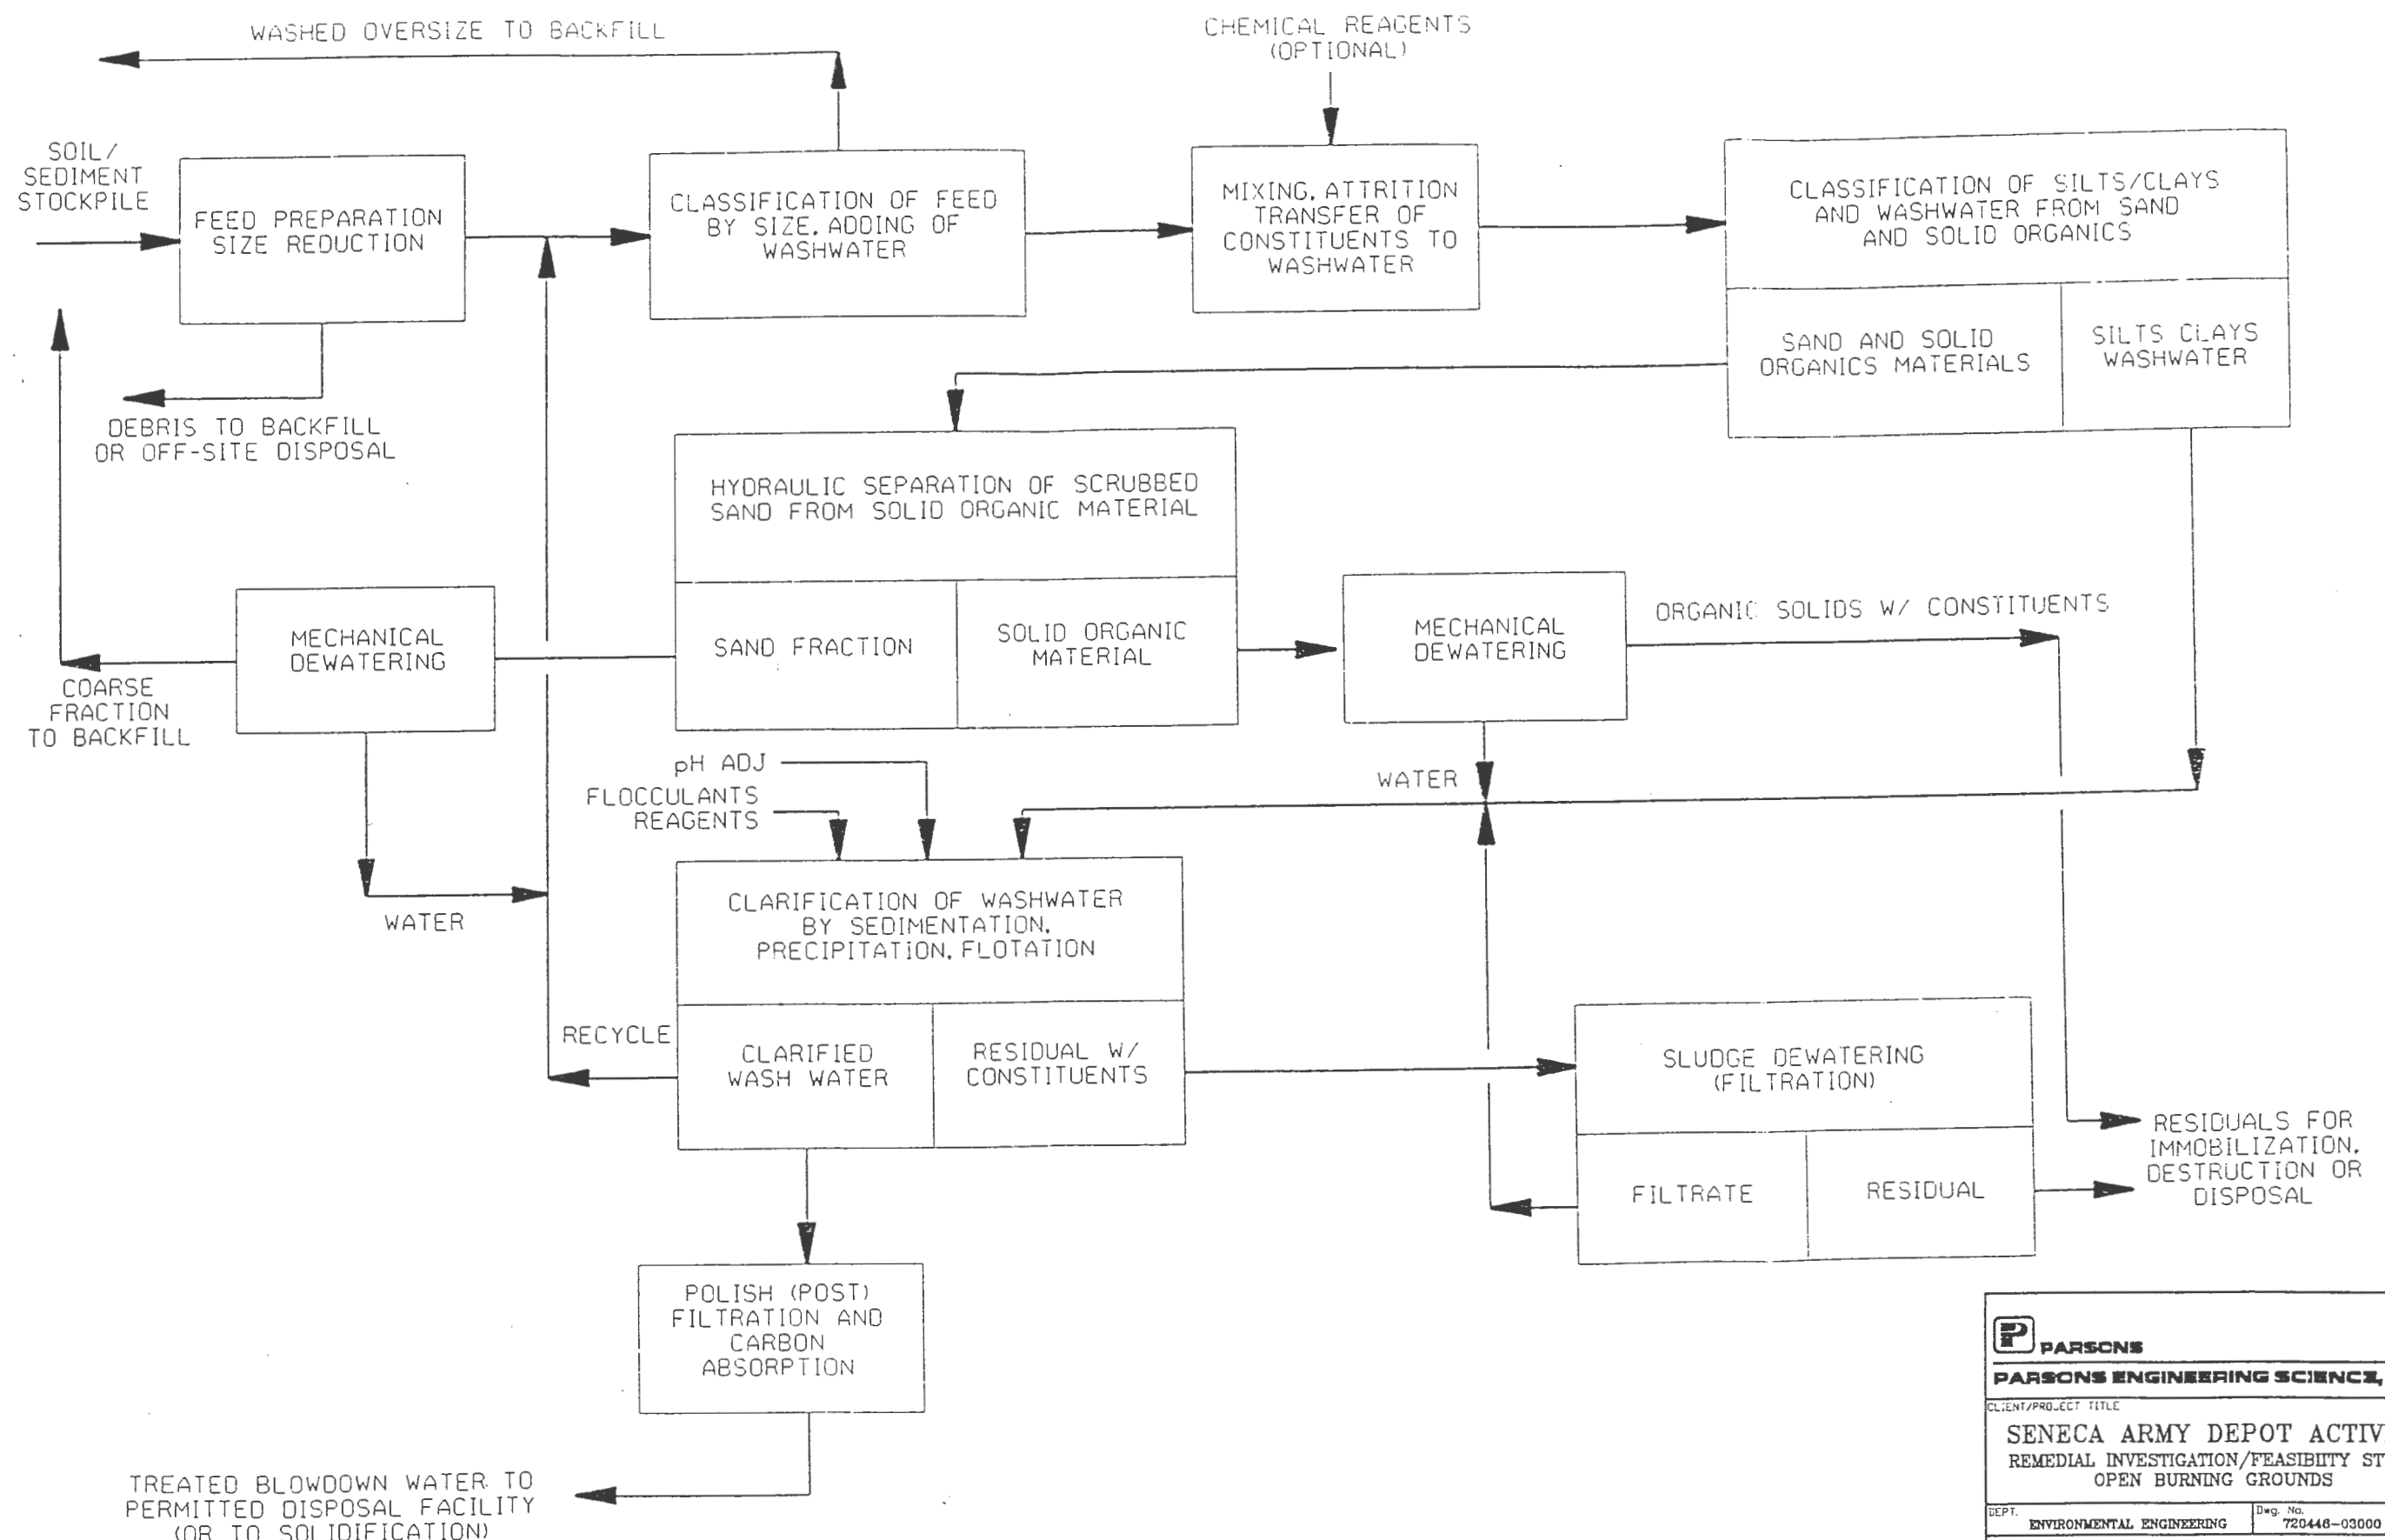 WASHED OVERSIZE TO BACKFILL
CHEMICAL REAGENTS
(OPTIONAL)
SOIL/
SEDIMENT
STOCKPILE
FEED PREPARATION
SIZE REDUCTION
CLASSIFICATION OF FEED
BY SIZE, ADDING OF
WASHWATER
MIXING, ATTRITION
TRANSFER OF
CONSTITUENTS TO
WASHWATER
CLASSIFICATION OF SILTS/CLAYS
AND WASHWATER FROM SAND
AND SOLID ORGANICS
SAND AND SOLID
ORGANICS MATERIALS
SILTS CLAYS
WASHWATER
DEBRIS TO BACKFILL
OR OFF-SITE DISPOSAL
HYDRAULIC SEPARATION OF SCRUBBED
SAND FROM SOLID ORGANIC MATERIAL
SAND FRACTION
SOLID ORGANIC
MATERIAL
MECHANICAL
DEWATERING
COARSE
FRACTION
TO BACKFILL
MECHANICAL
DEWATERING
ORGANIC SOLIDS W/ CONSTITUENTS
pH ADJ
FLOCCULANTS
REAGENTS
WATER
WATER
CLARIFICATION OF WASHWATER
BY SEDIMENTATION,
PRECIPITATION, FLOTATION
RECYCLE
CLARIFIED
WASH WATER
RESIDUAL W/
CONSTITUENTS
SLUDGE DEWATERING
(FILTRATION)
FILTRATE
RESIDUAL
RESIDUALS FOR
IMMOBILIZATION,
DESTRUCTION OR
DISPOSAL
POLISH (POST)
FILTRATION AND
CARBON
ABSORPTION
TREATED BLOWDOWN WATER TO
PERMITTED DISPOSAL FACILITY
(OR TO SOLIDIFICATION)
P PARSONS
PARSONS ENGINEERING SCIENCE,
CLIENT/PROJECT TITLE
SENECA ARMY DEPOT
REMEDIAL INVESTIGATION/FEASIBIITY
OPEN BURNING GROUNDS
DEPT.
ENVIRONMENTAL ENGINEERING
Dwg. No.
720446-03000